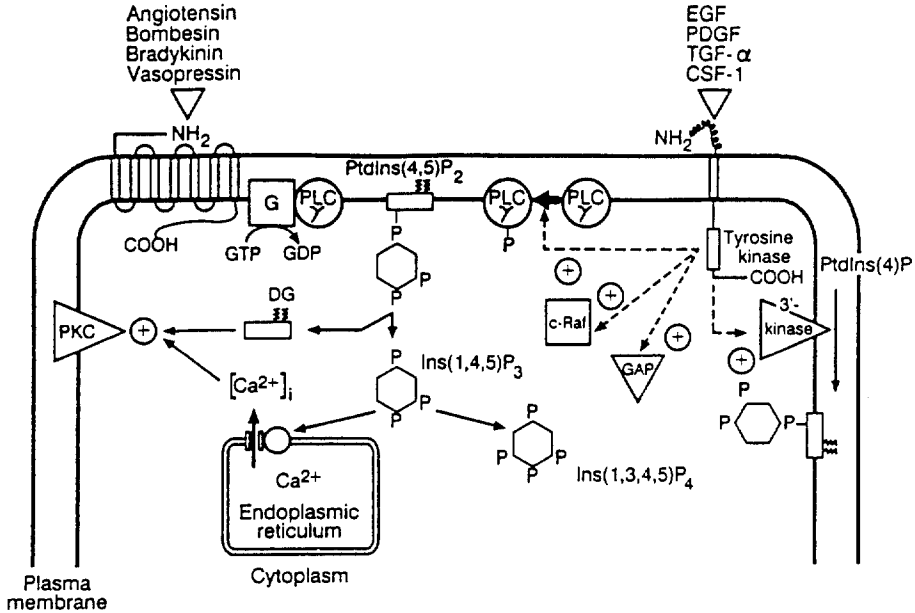 Angiotensin
Bombesin
Bradykinin
Vasopressin
EGF
PDGF
TGF-α
CSF-1
NH2
NH2
PtdIns(4,5)P2
G
PLC
γ
PLC
γ
PLC
γ
P
P
COOH
GTP
GDP
P
P
Tyrosine
kinase
COOH
PtdIns(4)P
DG
+
+
c-Raf
3'-
kinase
PKC
+
+
GAP
+
Ins(1,4,5)P3
[Ca2+]i
P
P
P
P
P
P
P
P
P
P
Ins(1,3,4,5)P4
Ca2+
Endoplasmic
reticulum
Cytoplasm
Plasma
membrane